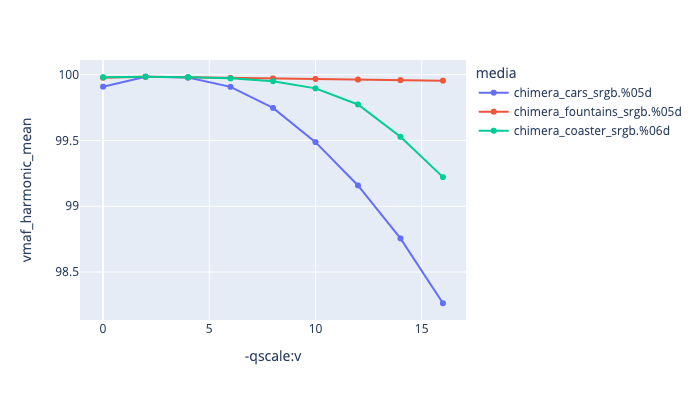 100
99.5
99
98.5
vmaf_harmonic_mean
0
5
10
15
-qscale:v
media
chimera_cars_srgb.%05d
chimera_fountains_srgb.%05d
chimera_coaster_srgb.%06d